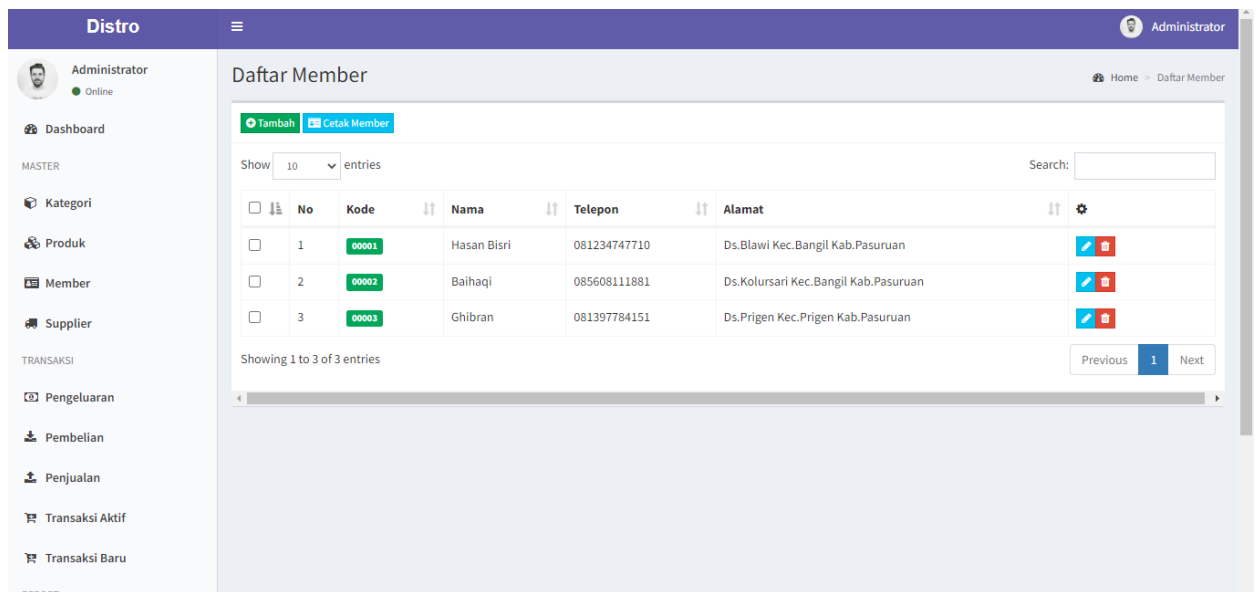 Distro
Administrator
Administrator
Online
Dashboard
MASTER
Kategori
Produk
Member
Supplier
TRANSAKSI
Pengeluaran
Pembelian
Penjualan
Transaksi Aktif
Transaksi Baru
Daftar Member
Home > Daftar Member
Tambah Cetak Member
Show 10 entries Search:
No Kode Nama Telepon Alamat
1 00001 Hasan Bisri 081234747710 Ds.Blawi Kec.Bangil Kab.Pasuruan
2 00002 Baihaqi 085608111881 Ds.Kolursari Kec.Bangil Kab.Pasuruan
3 00003 Ghibran 081397784151 Ds.Prigen Kec.Prigen Kab.Pasuruan
Showing 1 to 3 of 3 entries Previous 1 Next